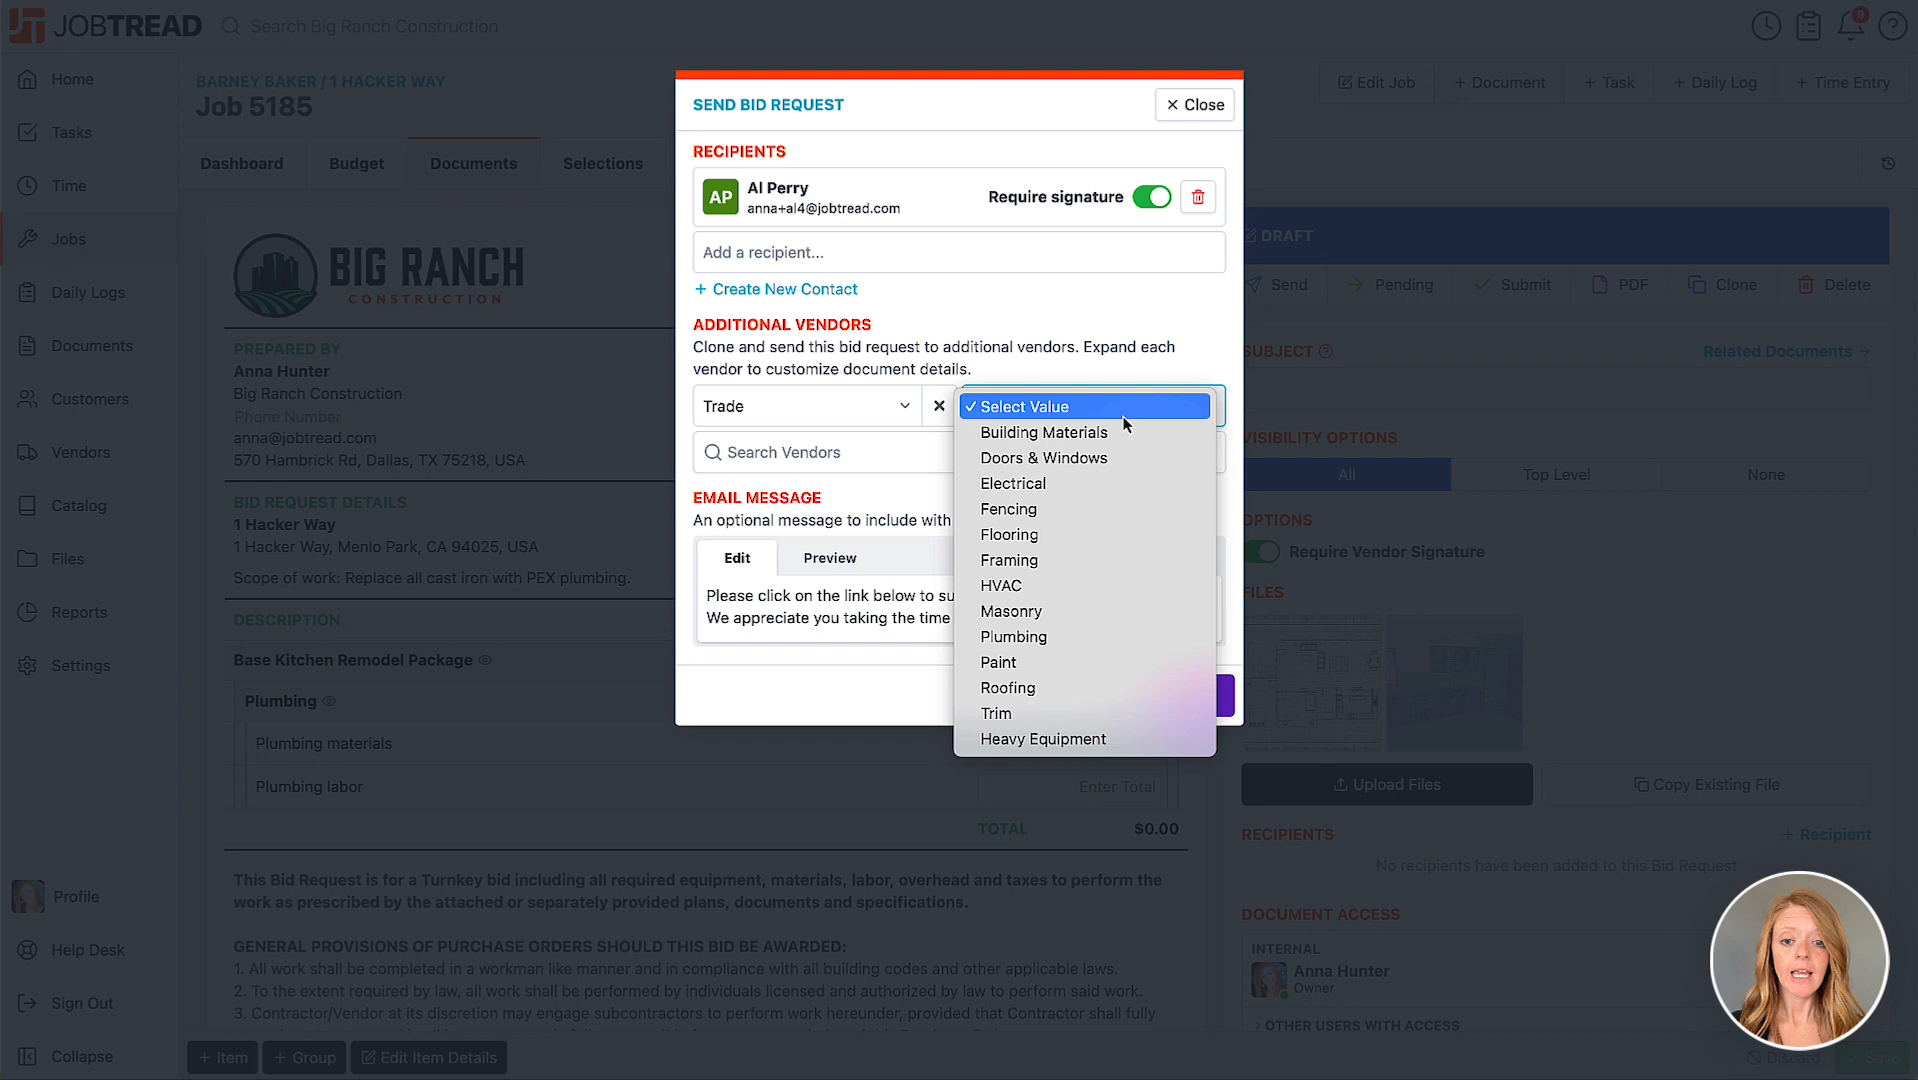 JOBTREAD
Search Big Ranch Construction
9
Home
Tasks
Time
Jobs
Daily Logs
Documents
Customers
Vendors
Catalog
Files
Reports
Settings
Profile
Help Desk
Sign Out
Collapse
BARNEY BAKER / 1 HACKER WAY
Job 5185
Edit Job
+ Document
+ Task
+ Daily Log
+ Time Entry
Dashboard
Budget
Documents
Selections
BIG RANCH
CONSTRUCTION
PREPARED BY
Anna Hunter
Big Ranch Construction
Phone Number
anna@jobtread.com
570 Hambrick Rd, Dallas, TX 75218, USA
BID REQUEST DETAILS
1 Hacker Way
1 Hacker Way, Menlo Park, CA 94025, USA
Scope of work: Replace all cast iron with PEX plumbing.
DESCRIPTION
Base Kitchen Remodel Package
Plumbing
Plumbing materials
Plumbing labor
Enter Total
TOTAL $0.00
This Bid Request is for a Turnkey bid including all required equipment, materials, labor, overhead and taxes to perform the
work as prescribed by the attached or separately provided plans, documents and specifications.
GENERAL PROVISIONS OF PURCHASE ORDERS SHOULD THIS BID BE AWARDED:
1. All work shall be completed in a workman like manner and in compliance with all building codes and other applicable laws.
2. To the extent required by law, all work shall be performed by individuals licensed and authorized by law to perform said work.
3. Contractor/Vendor at its discretion may engage subcontractors to perform work hereunder, provided that Contractor shall fully
+ Item
+ Group
Edit Item Details
SEND BID REQUEST
× Close
RECIPIENTS
AP
Al Perry
anna+al4@jobtread.com
Require signature
Add a recipient...
+ Create New Contact
ADDITIONAL VENDORS
Clone and send this bid request to additional vendors. Expand each
vendor to customize document details.
Trade
✓ Select Value
Building Materials
Doors & Windows
Electrical
Fencing
Flooring
Framing
HVAC
Masonry
Plumbing
Paint
Roofing
Trim
Heavy Equipment
Search Vendors
EMAIL MESSAGE
An optional message to include with
Edit
Preview
Please click on the link below to su
We appreciate you taking the time
DRAFT
Send
Pending
Submit
PDF
Clone
Delete
SUBJECT
Related Documents →
VISIBILITY OPTIONS
All
Top Level
None
OPTIONS
Require Vendor Signature
FILES
Upload Files
Copy Existing File
RECIPIENTS
+ Recipient
No recipients have been added to this Bid Request
DOCUMENT ACCESS
INTERNAL
Anna Hunter
Owner
> OTHER USERS WITH ACCESS
Discard
Save